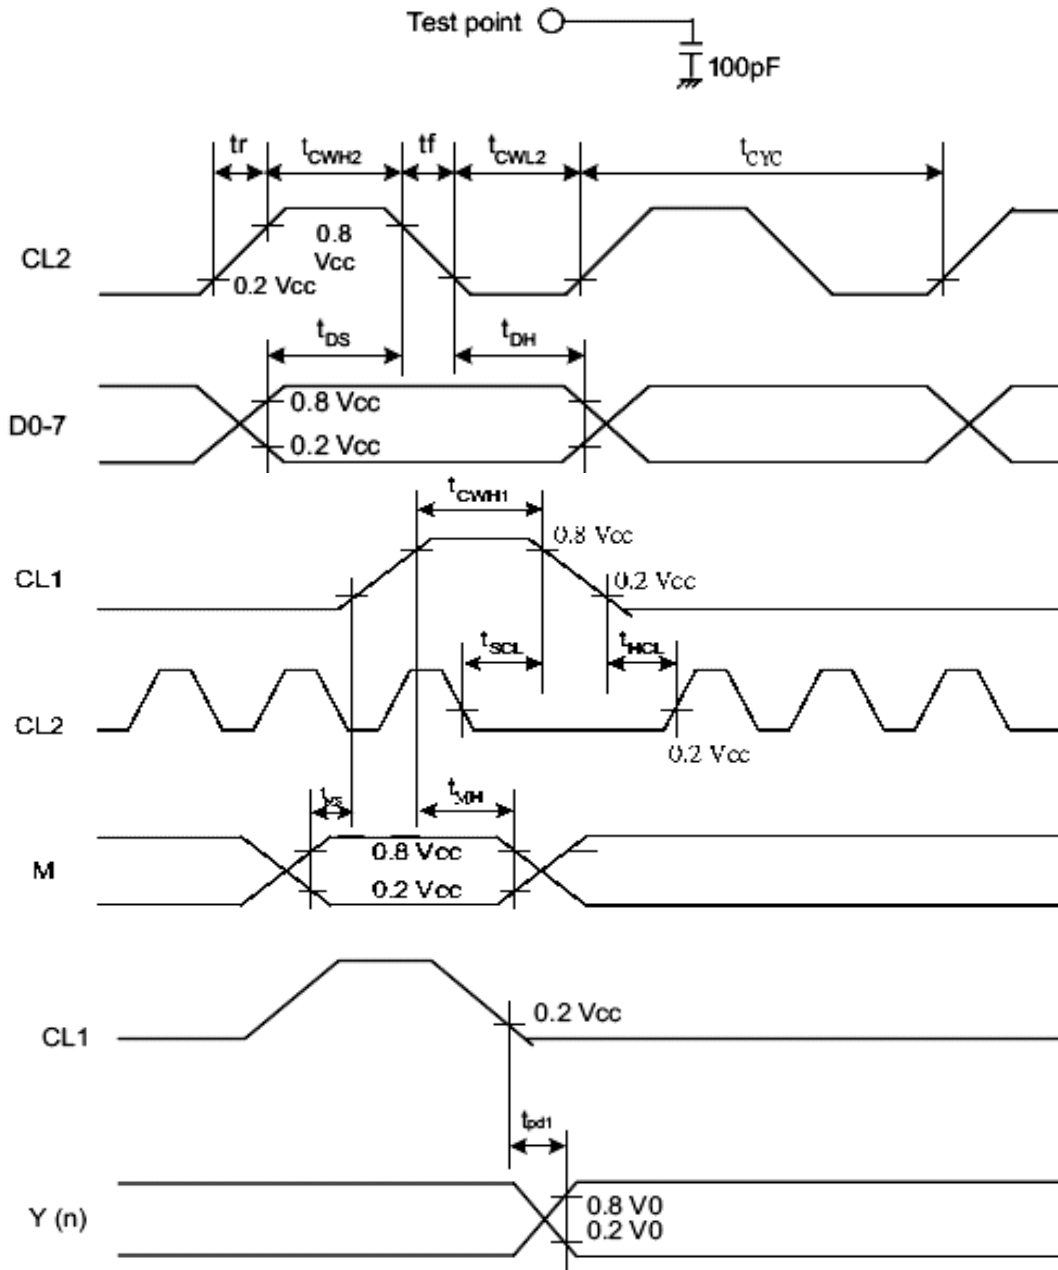 Test point
100pF
tr
tCWH2
tf
tCWL2
tCYC
CL2
0.8
Vcc
0.2 Vcc
tDS
tDH
D0-7
0.8 Vcc
0.2 Vcc
tCWH1
CL1
0.8 Vcc
0.2 Vcc
tSCL
tHCL
CL2
0.2 Vcc
tMS
tMH
M
0.8 Vcc
0.2 Vcc
CL1
0.2 Vcc
tpd1
Y (n)
0.8 V0
0.2 V0